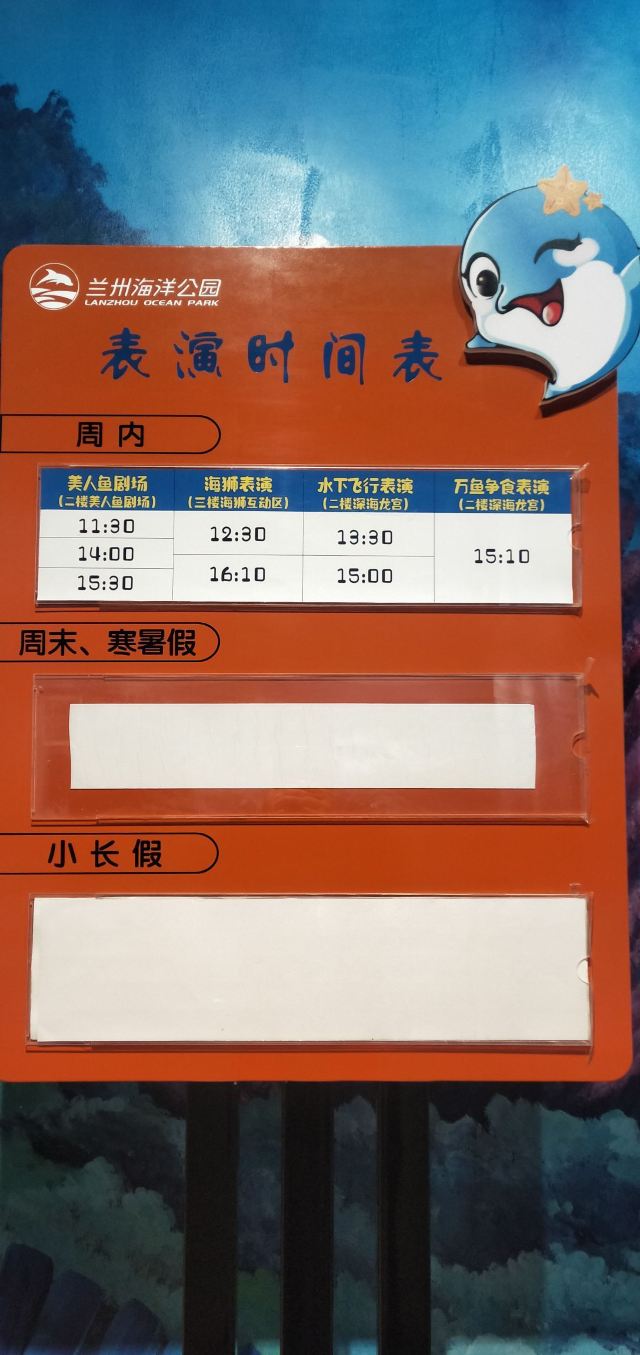 兰州海洋公园
LANZHOU OCEAN PARK
表演时间表
周内
美人鱼剧场 海狮表演 水下飞行表演 万鱼争食表演
(二楼美人鱼剧场) (三楼海狮互动区) (二楼深海龙宫) (二楼深海龙宫)
11:30 12:30 13:30 15:10
14:00 16:10 15:00
15:30
周末、寒暑假
小长假